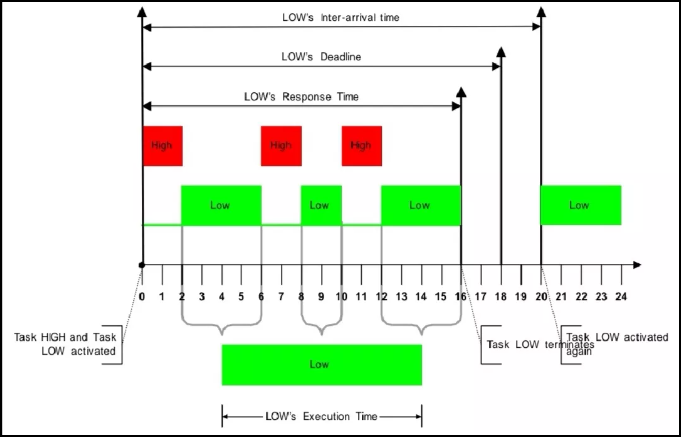 LOW's Inter-arrival time
LOW's Deadline
LOW's Response Time
High High High
Low Low Low Low
0 1 2 3 4 5 6 7 8 9 10 11 12 13 14 15 16 17 18 19 20 21 22 23 24
Task HIGH and Task
LOW activated
Task LOW terminates
Task LOW activated
again
Low
LOW's Execution Time